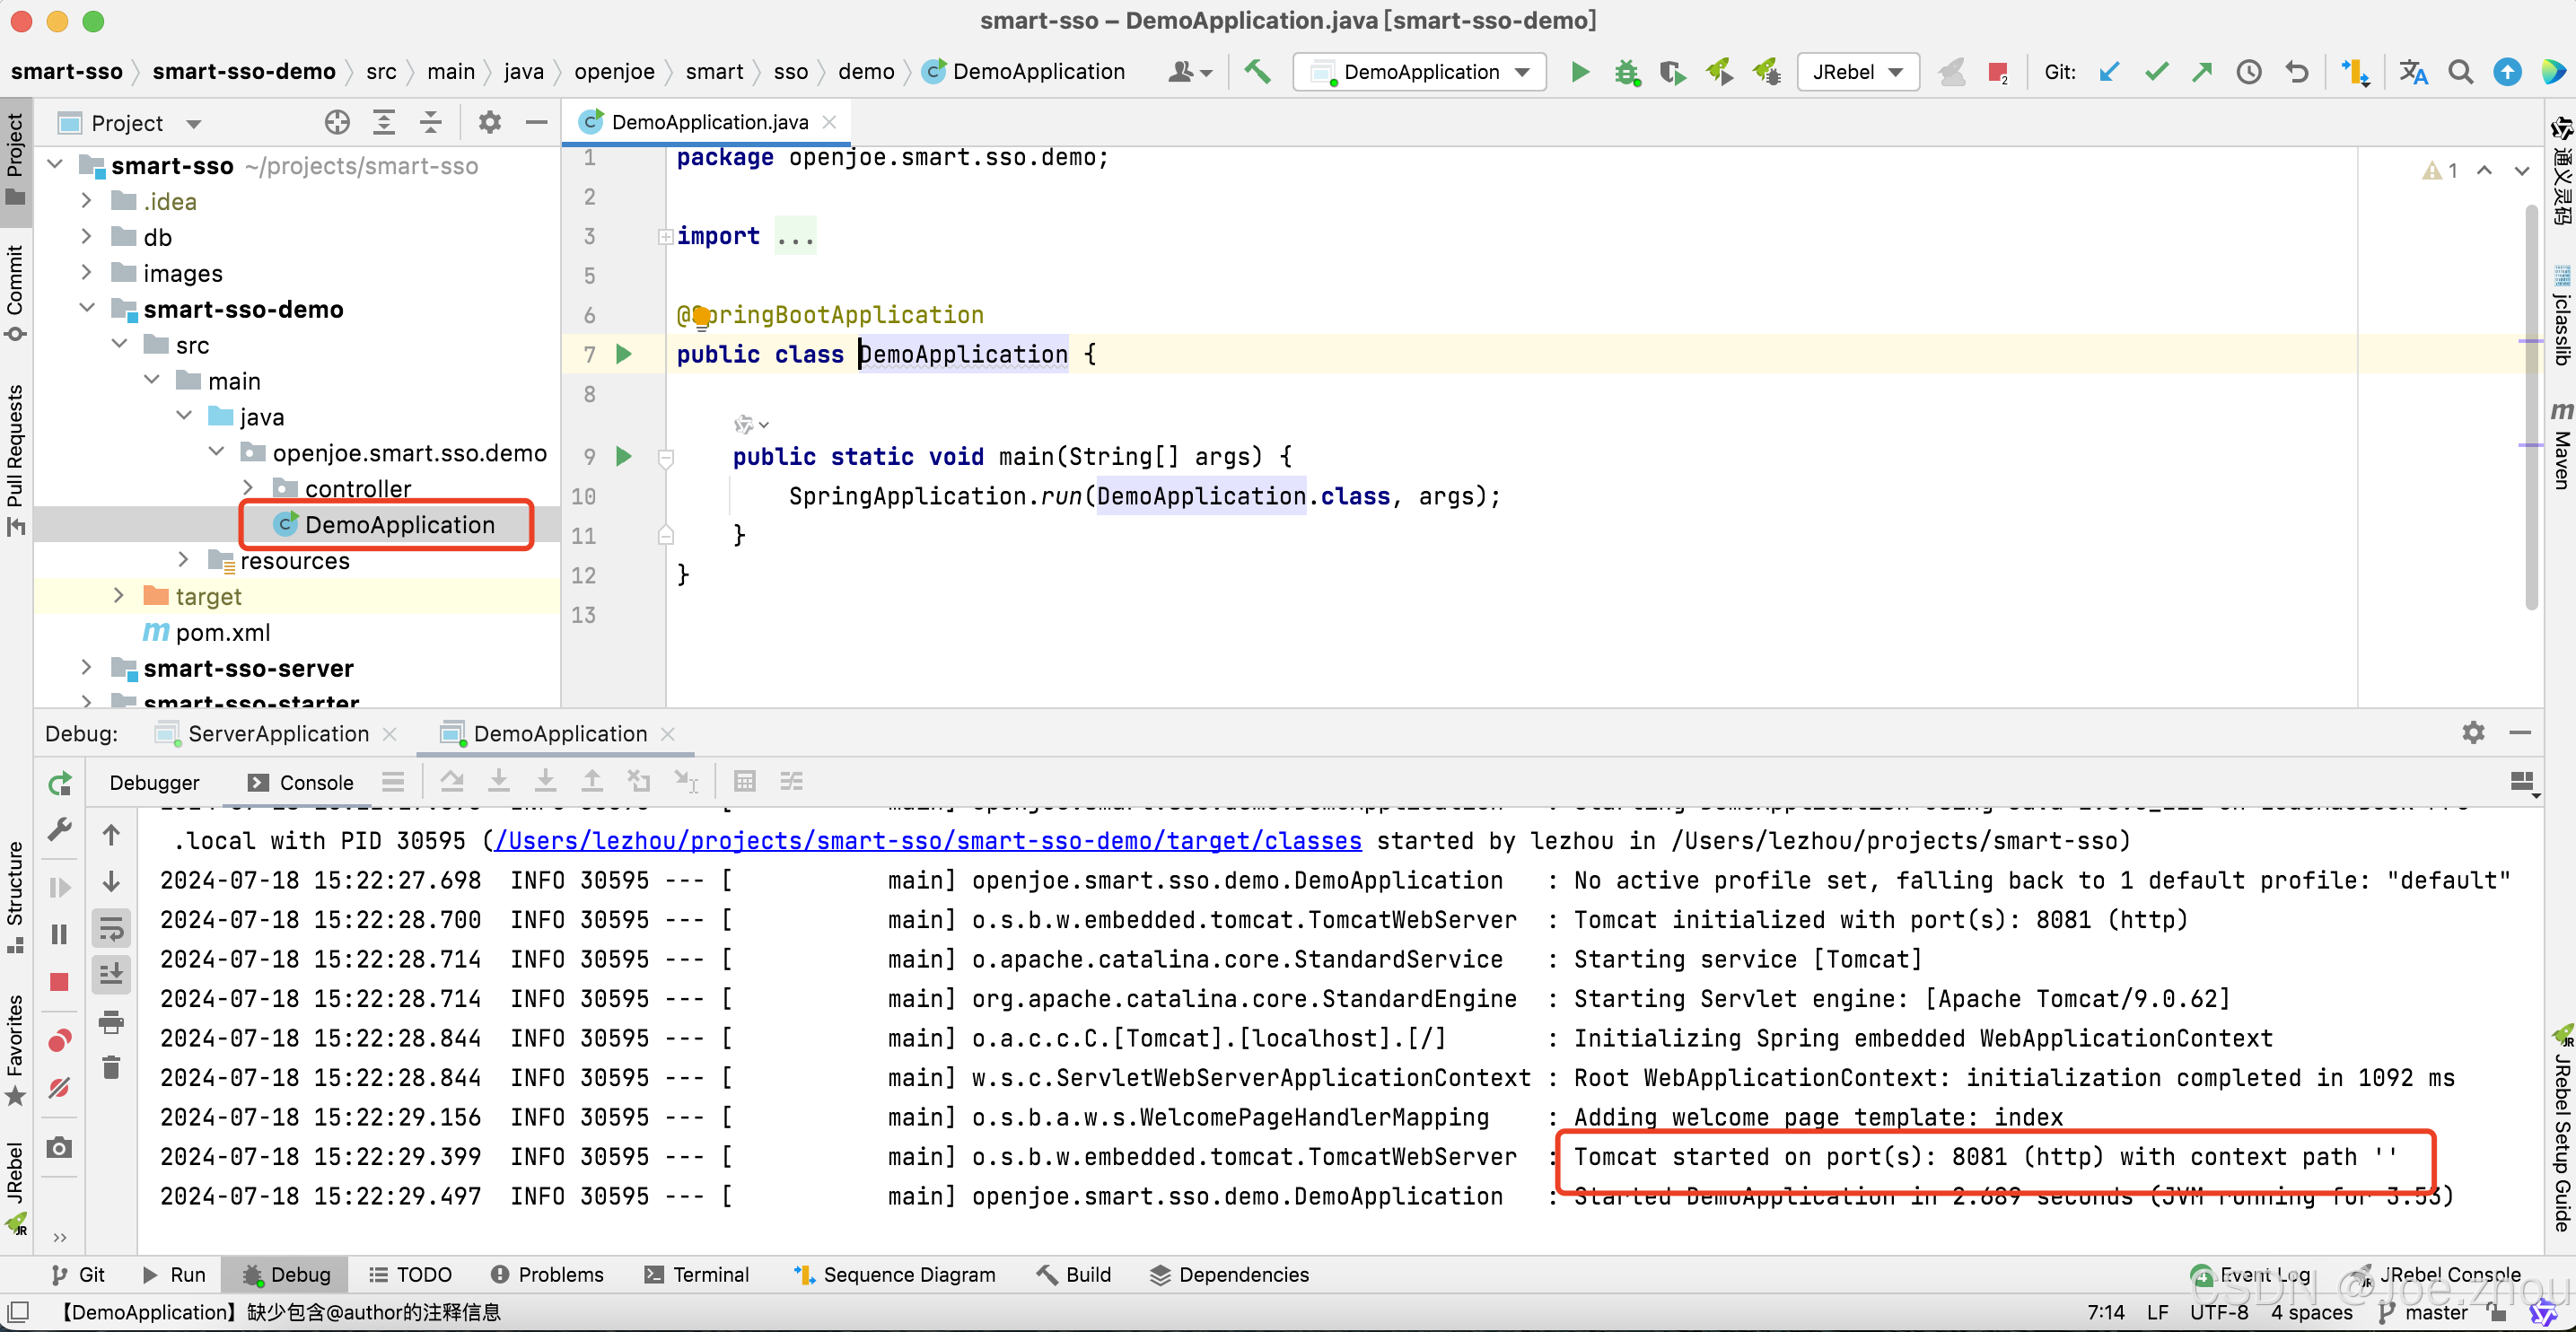 smart-sso – DemoApplication.java [smart-sso-demo]
smart-sso smart-sso-demo src main java openjoe smart sso demo DemoApplication
DemoApplication JRebel 2 Git:
Project
DemoApplication.java
Project
Commit
Pull Requests
Structure
Favorites
JRebel
smart-sso ~/projects/smart-sso
.idea
db
images
smart-sso-demo
src
main
java
openjoe.smart.sso.demo
controller
DemoApplication
resources
target
pom.xml
smart-sso-server
smart-sso-starter
1 package openjoe.smart.sso.demo;
2
3 import ...
5
6 @SpringBootApplication
7 public class DemoApplication {
8
9 public static void main(String[] args) {
10 SpringApplication.run(DemoApplication.class, args);
11 }
12 }
13
1
通义灵码
jclasslib
Maven
JRebel Setup Guide
Debug: ServerApplication DemoApplication
Debugger Console
.local with PID 30595 (/Users/lezhou/projects/smart-sso/smart-sso-demo/target/classes started by lezhou in /Users/lezhou/projects/smart-sso)
2024-07-18 15:22:27.698 INFO 30595 --- [ main] openjoe.smart.sso.demo.DemoApplication : No active profile set, falling back to 1 default profile: "default"
2024-07-18 15:22:28.700 INFO 30595 --- [ main] o.s.b.w.embedded.tomcat.TomcatWebServer : Tomcat initialized with port(s): 8081 (http)
2024-07-18 15:22:28.714 INFO 30595 --- [ main] o.apache.catalina.core.StandardService : Starting service [Tomcat]
2024-07-18 15:22:28.714 INFO 30595 --- [ main] org.apache.catalina.core.StandardEngine : Starting Servlet engine: [Apache Tomcat/9.0.62]
2024-07-18 15:22:28.844 INFO 30595 --- [ main] o.a.c.c.C.[Tomcat].[localhost].[/] : Initializing Spring embedded WebApplicationContext
2024-07-18 15:22:28.844 INFO 30595 --- [ main] w.s.c.ServletWebServerApplicationContext : Root WebApplicationContext: initialization completed in 1092 ms
2024-07-18 15:22:29.156 INFO 30595 --- [ main] o.s.b.a.w.s.WelcomePageHandlerMapping : Adding welcome page template: index
2024-07-18 15:22:29.399 INFO 30595 --- [ main] o.s.b.w.embedded.tomcat.TomcatWebServer : Tomcat started on port(s): 8081 (http) with context path ''
2024-07-18 15:22:29.497 INFO 30595 --- [ main] openjoe.smart.sso.demo.DemoApplication : Started DemoApplication in 2.689 seconds (JVM running for 3.53)
Git Run Debug TODO Problems Terminal Sequence Diagram Build Dependencies 4 Event Log JRebel Console
【DemoApplication】缺少包含@author的注释信息
7:14 LF UTF-8 4 spaces master
CSDN @Joe.zhou